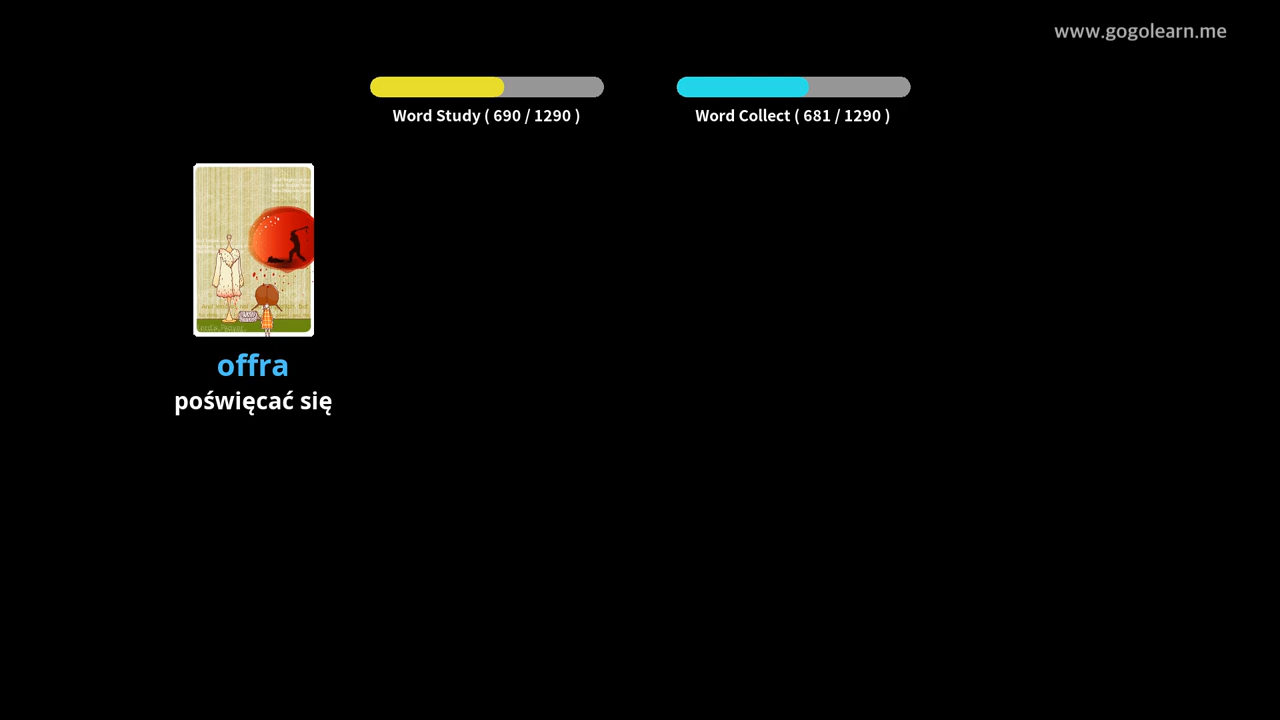 www.gogolearn.me
Word Study ( 690 / 1290 )
Word Collect ( 681 / 1290 )
offra
poświęcać się